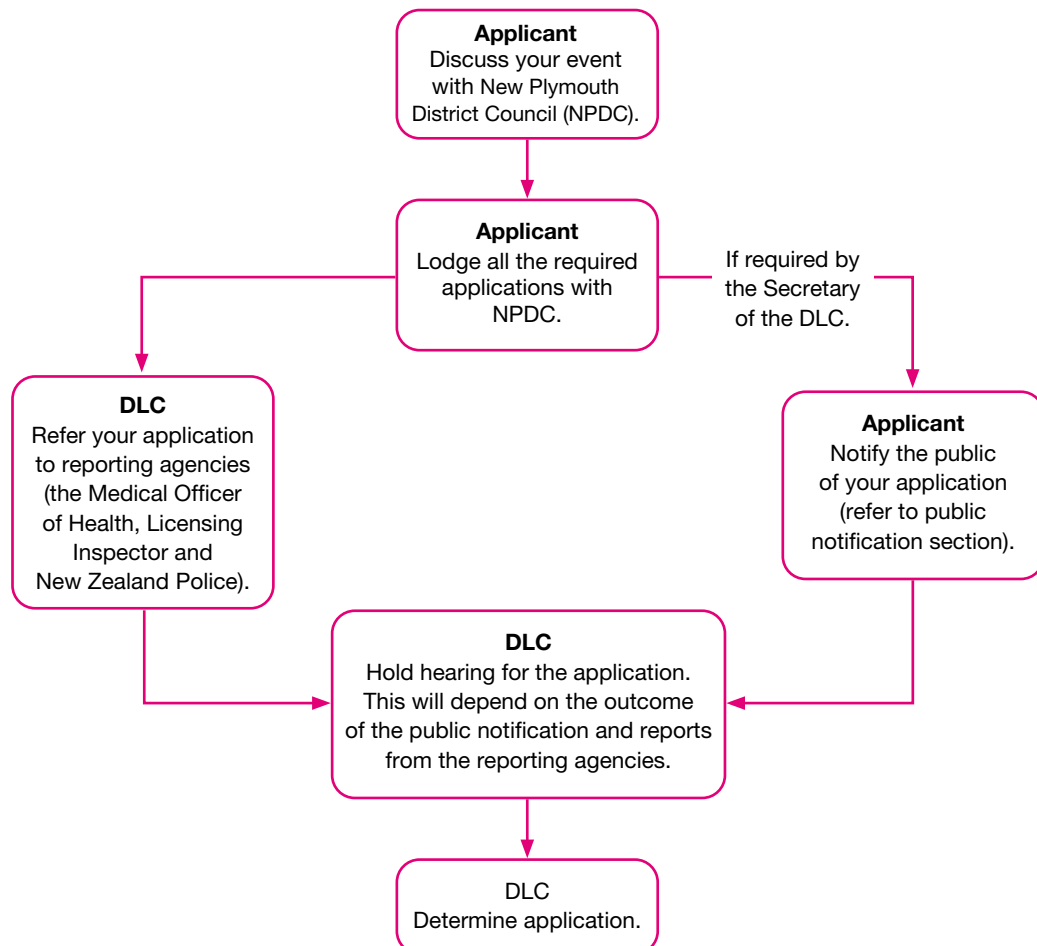 Applicant
Discuss your event
with New Plymouth
District Council (NPDC).
Applicant
Lodge all the required
applications with
NPDC.
If required by
the Secretary
of the DLC.
DLC
Refer your application
to reporting agencies
(the Medical Officer
of Health, Licensing
Inspector and
New Zealand Police).
Applicant
Notify the public
of your application
(refer to public
notification section).
DLC
Hold hearing for the application.
This will depend on the outcome
of the public notification and reports
from the reporting agencies.
DLC
Determine application.